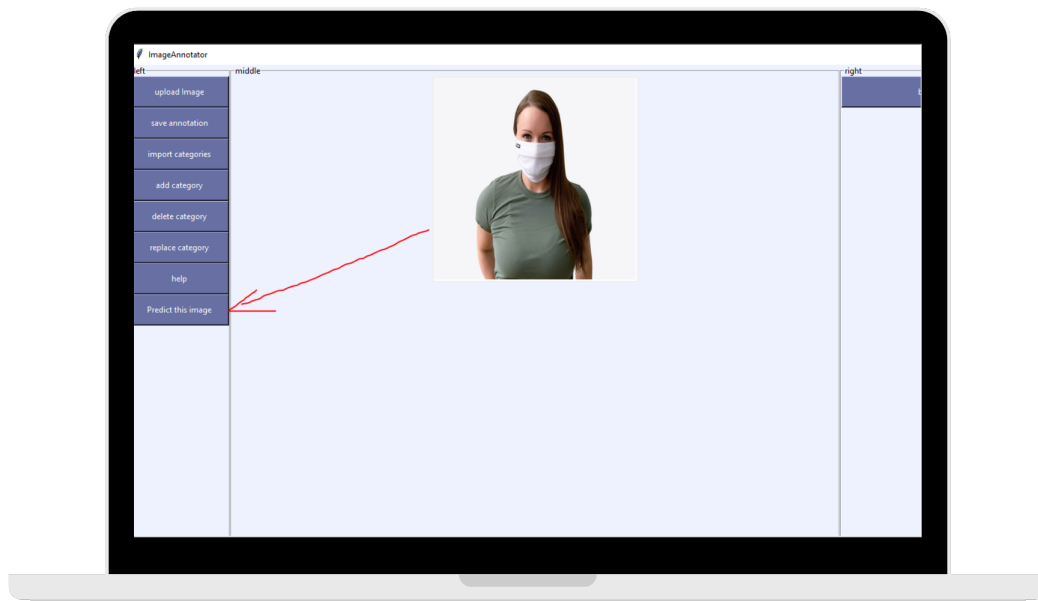 ImageAnnotator
left
middle
right
upload Image
save annotation
import categories
add category
delete category
replace category
help
Predict this image